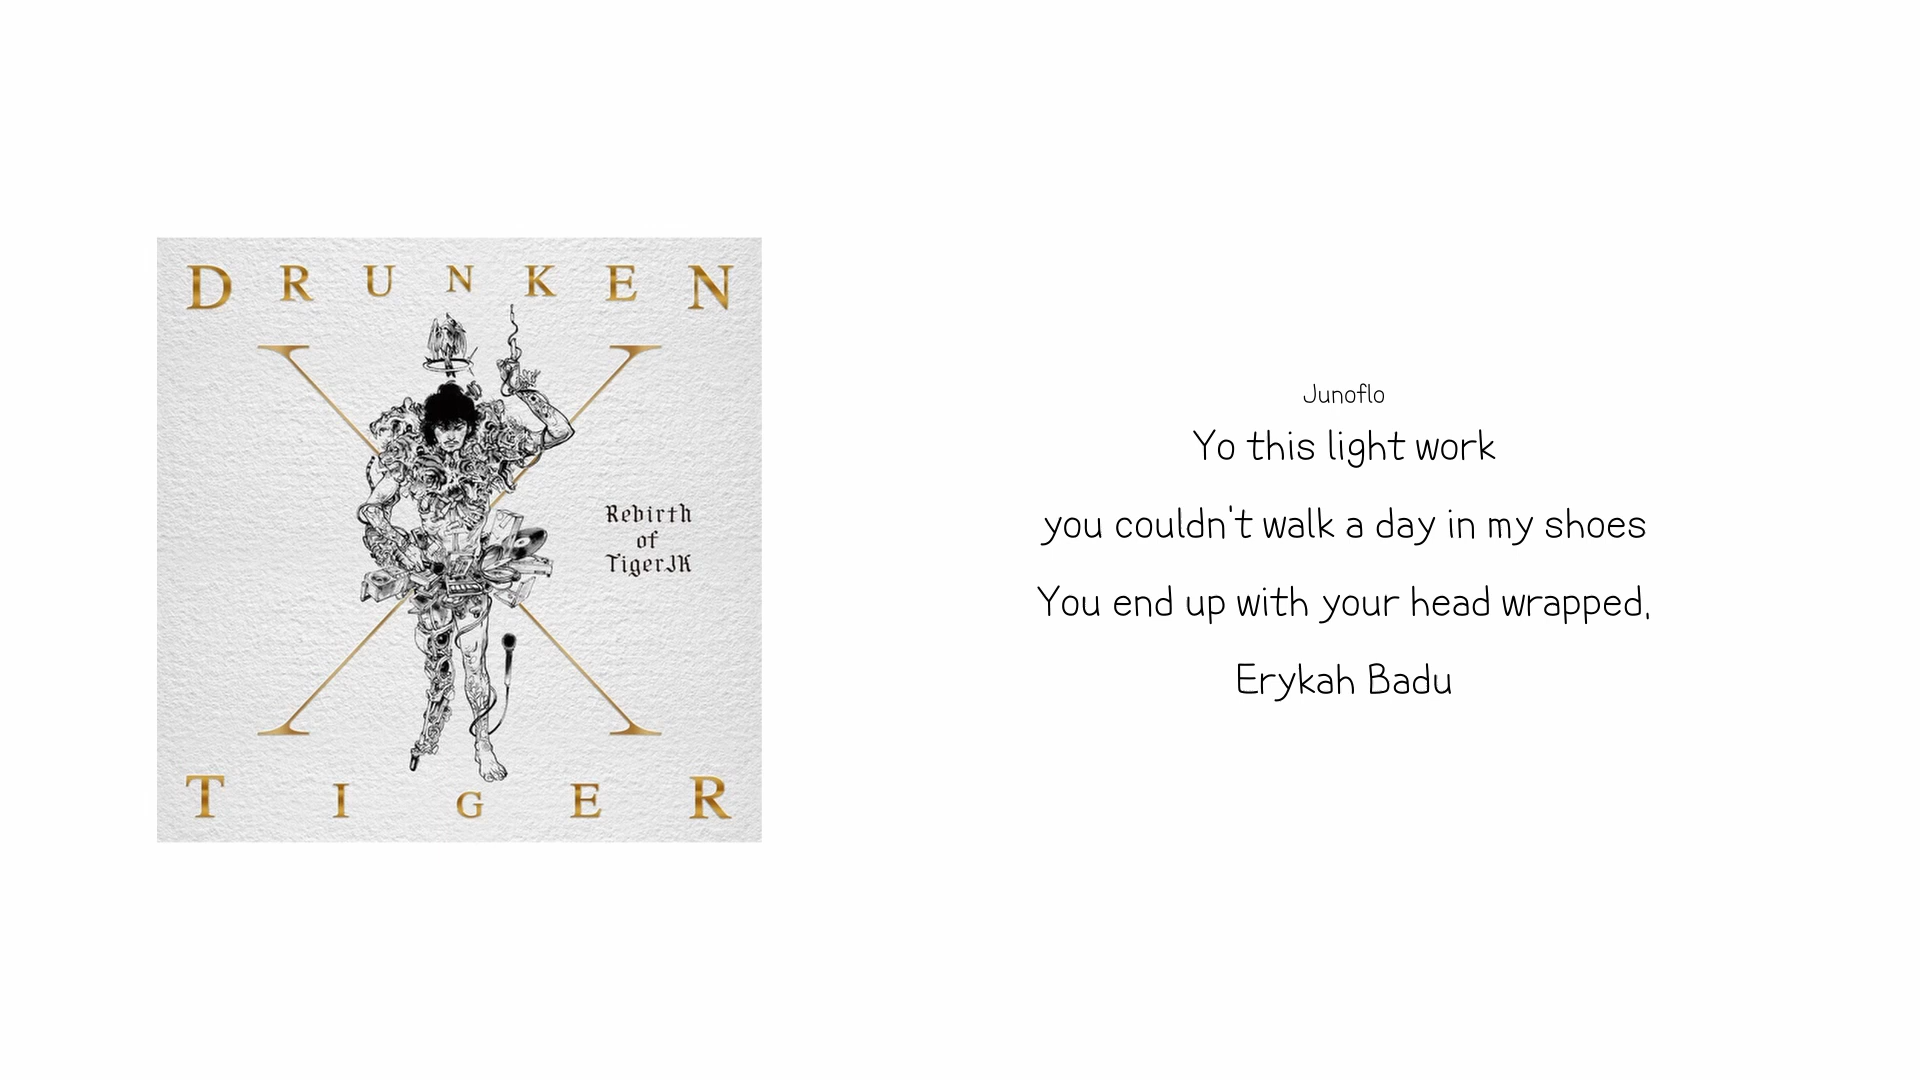 DRUNKEN
X
Rebirth
of
TigerJK
TIGER
Junoflo
Yo this light work
you couldn't walk a day in my shoes
You end up with your head wrapped,
Erykah Badu